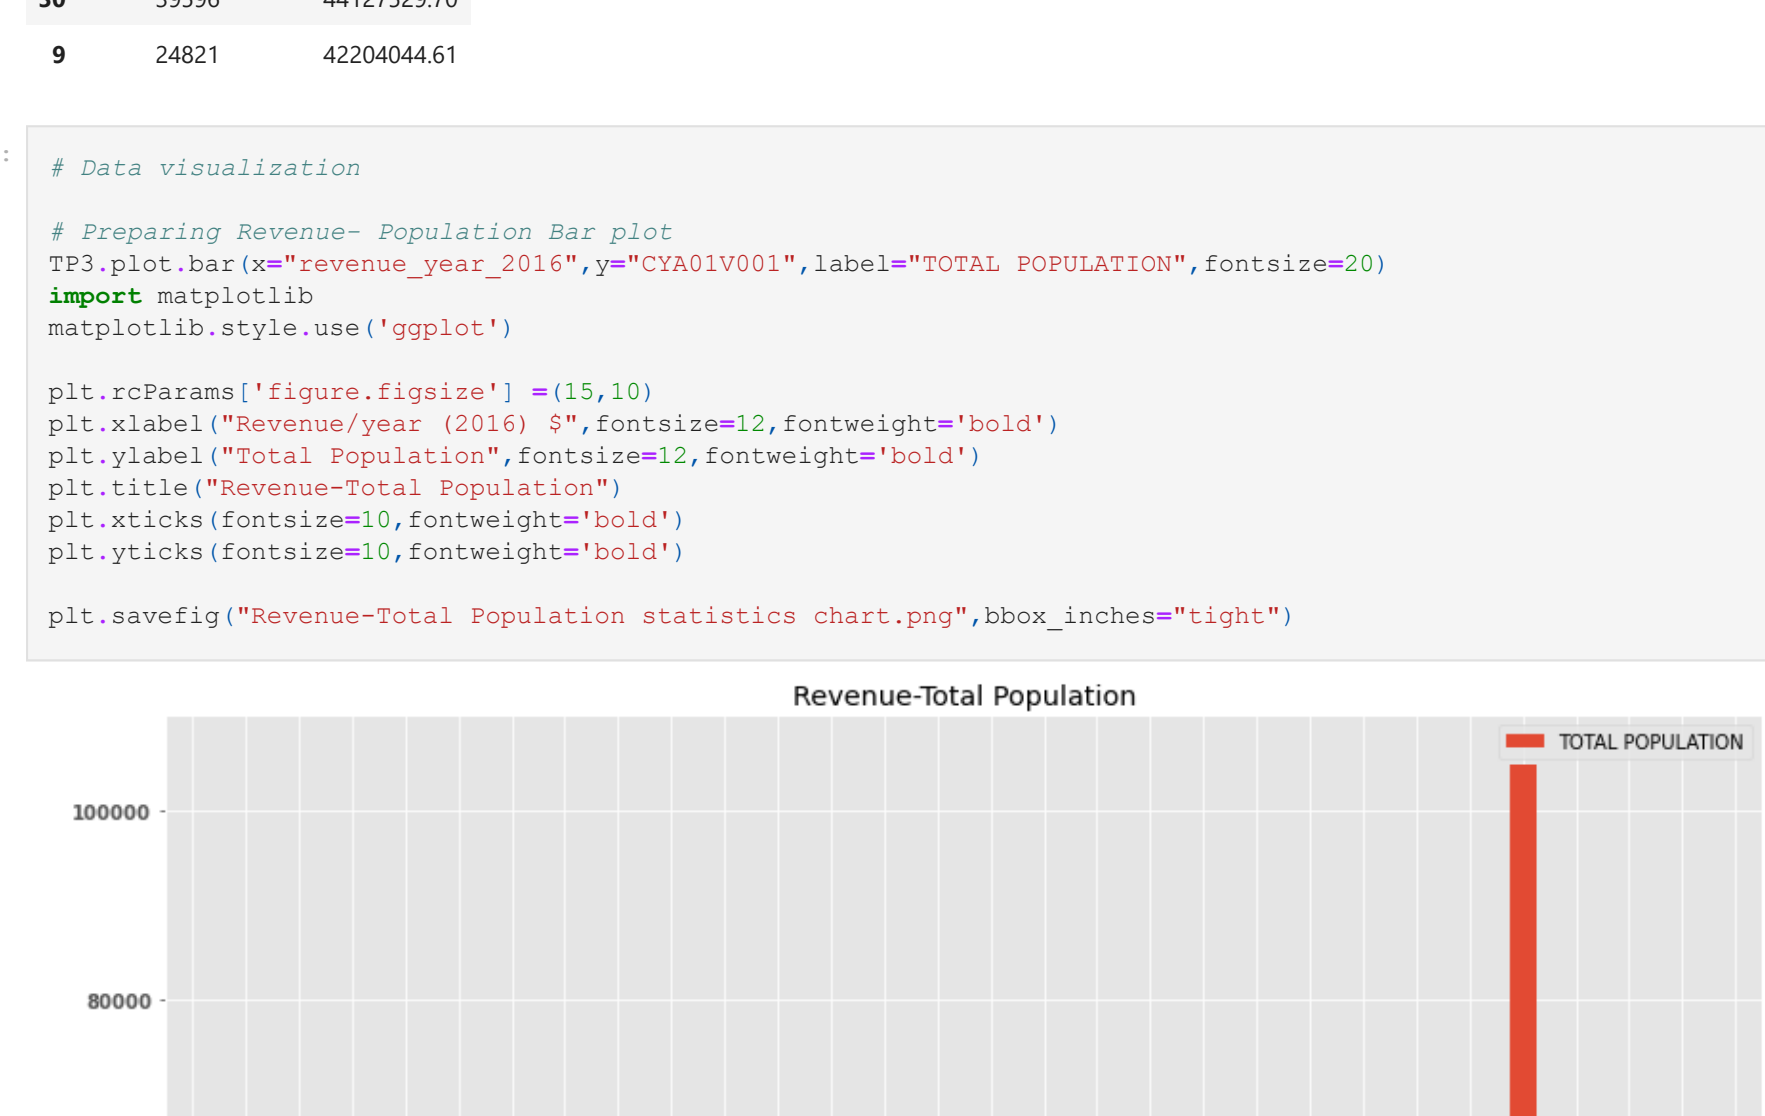 30 39596 44127529.70
9 24821 42204044.61
:
# Data visualization
# Preparing Revenue- Population Bar plot
TP3.plot.bar(x="revenue_year_2016",y="CYA01V001",label="TOTAL POPULATION",fontsize=20)
import matplotlib
matplotlib.style.use('ggplot')
plt.rcParams['figure.figsize'] =(15,10)
plt.xlabel("Revenue/year (2016) $",fontsize=12,fontweight='bold')
plt.ylabel("Total Population",fontsize=12,fontweight='bold')
plt.title("Revenue-Total Population")
plt.xticks(fontsize=10,fontweight='bold')
plt.yticks(fontsize=10,fontweight='bold')
plt.savefig("Revenue-Total Population statistics chart.png",bbox_inches="tight")
Revenue-Total Population
TOTAL POPULATION
100000
80000